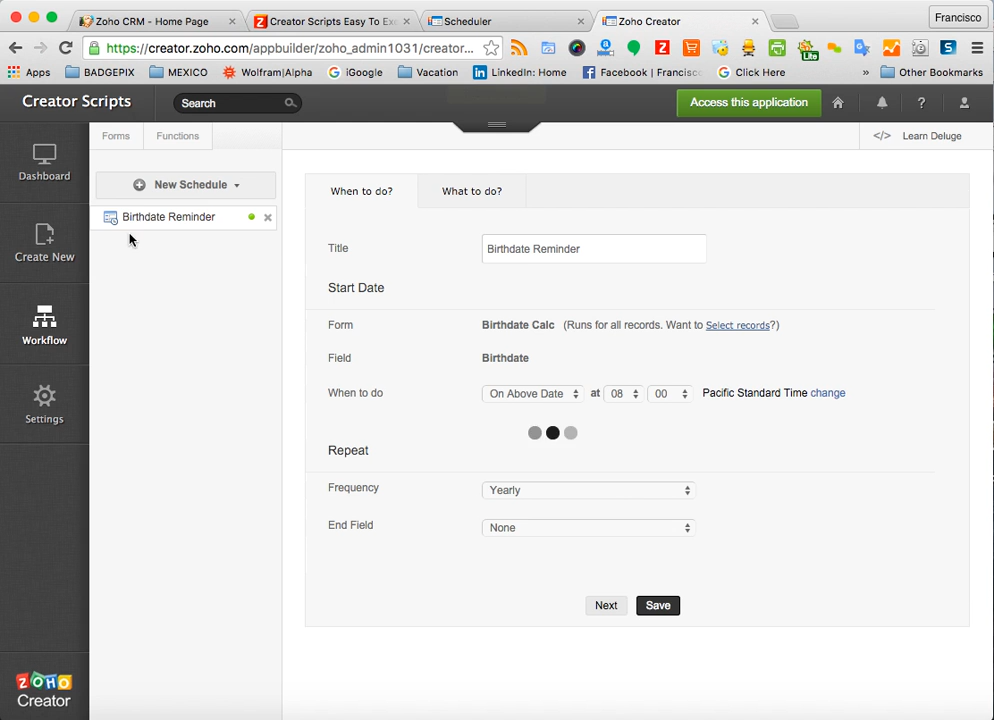 Zoho CRM - Home Page
Creator Scripts Easy To Ex
Scheduler
Zoho Creator
Francisco
https://creator.zoho.com/appbuilder/zoho_admin1031/creator...
Apps
BADGEPIX
MEXICO
Wolfram|Alpha
iGoogle
Vacation
LinkedIn: Home
Facebook | Francisc
Click Here
»
Other Bookmarks
Creator Scripts
Search
Access this application
?
Forms
Functions
</> Learn Deluge
Dashboard
Create New
Workflow
Settings
ZOHO
Creator
New Schedule
Birthdate Reminder
When to do?
What to do?
Title
Birthdate Reminder
Start Date
Form
Birthdate Calc (Runs for all records. Want to Select records?)
Field
Birthdate
When to do
On Above Date at 08 00 Pacific Standard Time change
Repeat
Frequency
Yearly
End Field
None
Next
Save